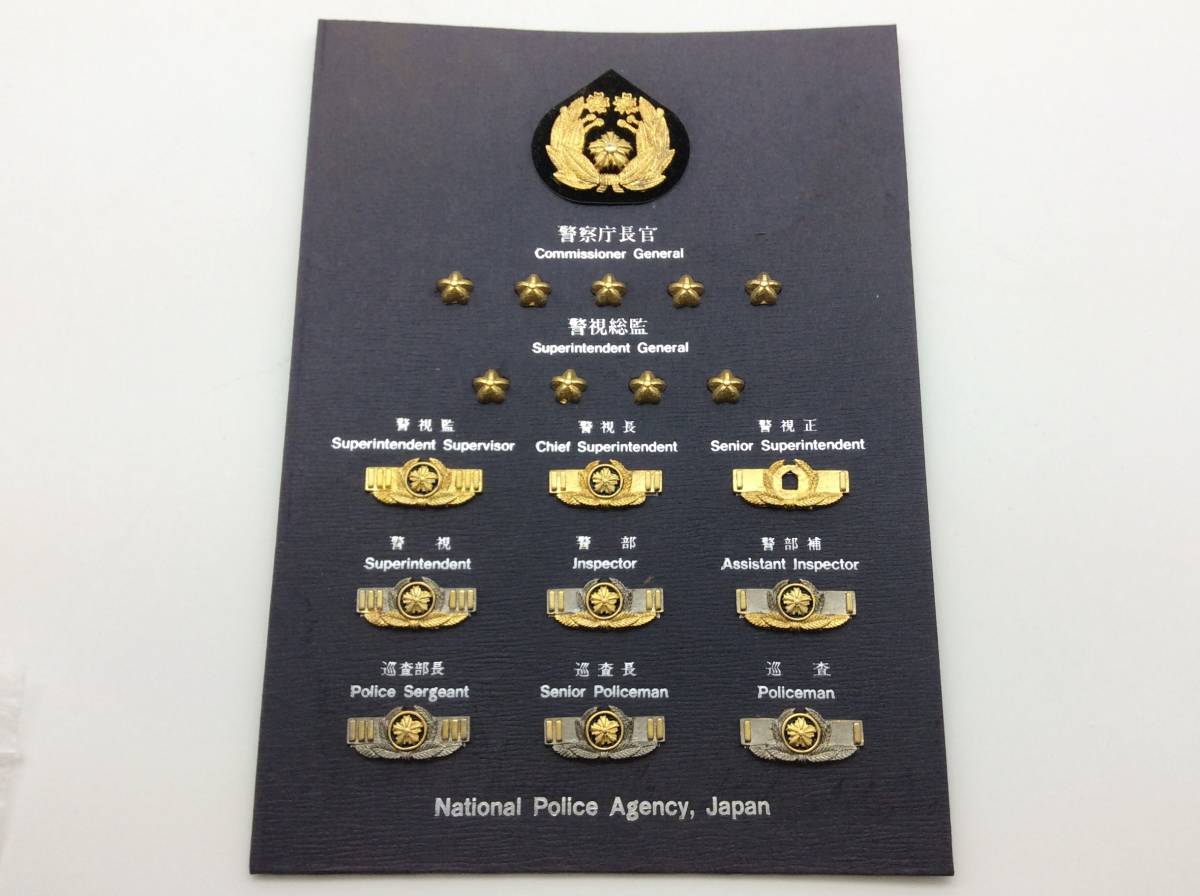 警察庁長官
Commissioner General
警視総監
Superintendent General
警視監 警視長 警視正
Superintendent Supervisor Chief Superintendent Senior Superintendent
警視 警部 警部補
Superintendent Inspector Assistant Inspector
巡査部長 巡査長 巡査
Police Sergeant Senior Policeman Policeman
National Police Agency, Japan